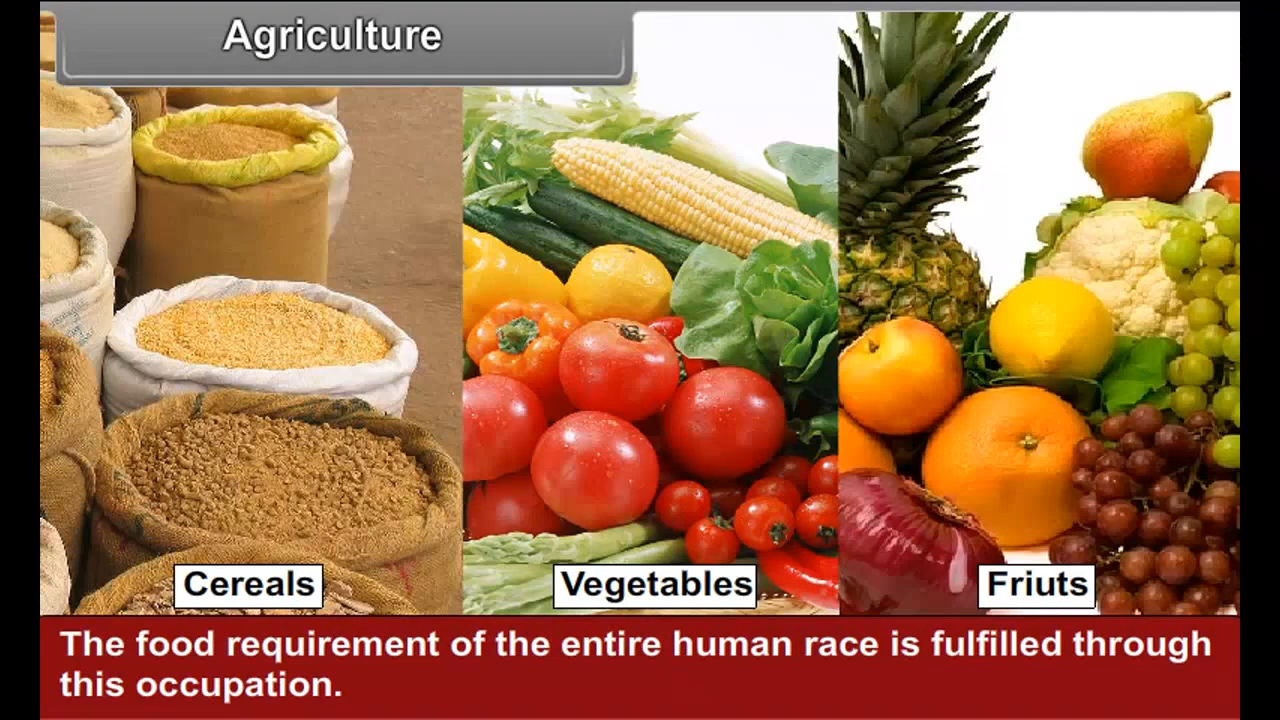 Agriculture
Cereals
Vegetables
Friuts
The food requirement of the entire human race is fulfilled through
this occupation.